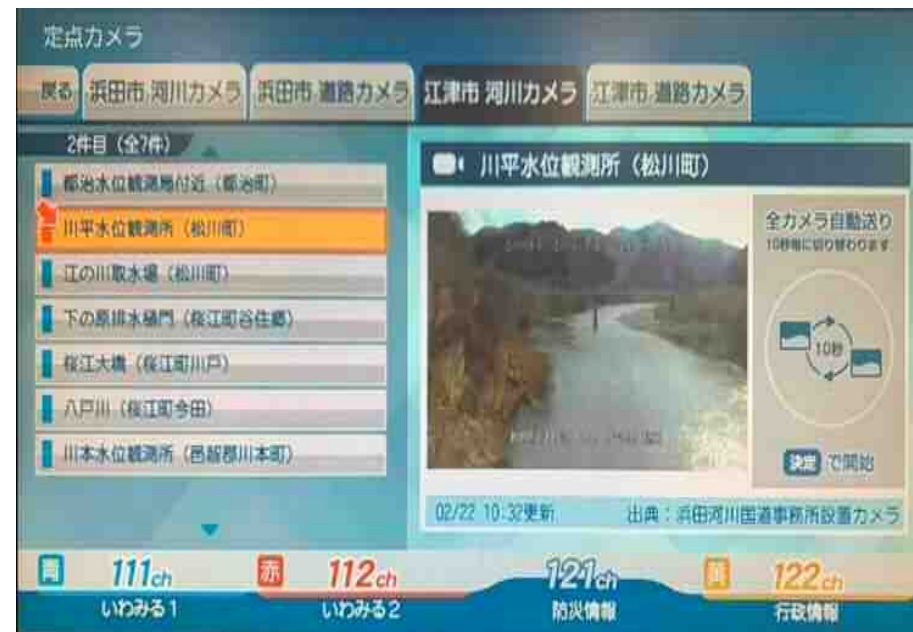 定点カメラ
戻る 浜田市 河川カメラ 浜田市 道路カメラ 江津市 河川カメラ 江津市 道路カメラ
2件目（全7件）
都治水位観測局付近（都治町）
川平水位観測所（松川町）
江の川取水場（松川町）
下の原排水樋門（桜江町谷住郷）
桜江大橋（桜江町川戸）
八戸川（桜江町今田）
川本水位観測所（邑智郡川本町）
川平水位観測所（松川町）
全カメラ自動送り
10秒毎に切り替わります
10秒
決定 で開始
02/22 10:32更新 出典：浜田河川国道事務所設置カメラ
青 111ch 赤 112ch 121ch 黄 122ch
いわみる1 いわみる2 防災情報 行政情報